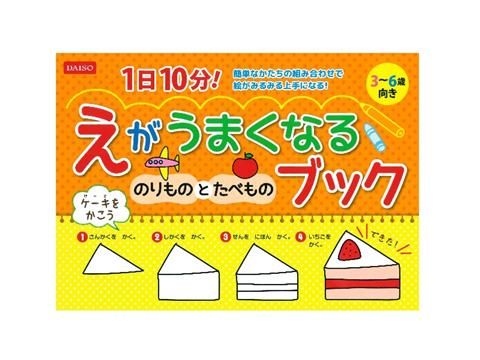 DAISO
1日10分!
簡単なかたちの組み合わせで
絵がみるみる上手になる!
3〜6歳
向き
えがうまくなる
ブック
のりものとたべもの
ケーキを
かこう
1 さんかくを かく。
2 しかくを かく。
3 せんを にほん かく。
4 いちごを
かく。
できた!